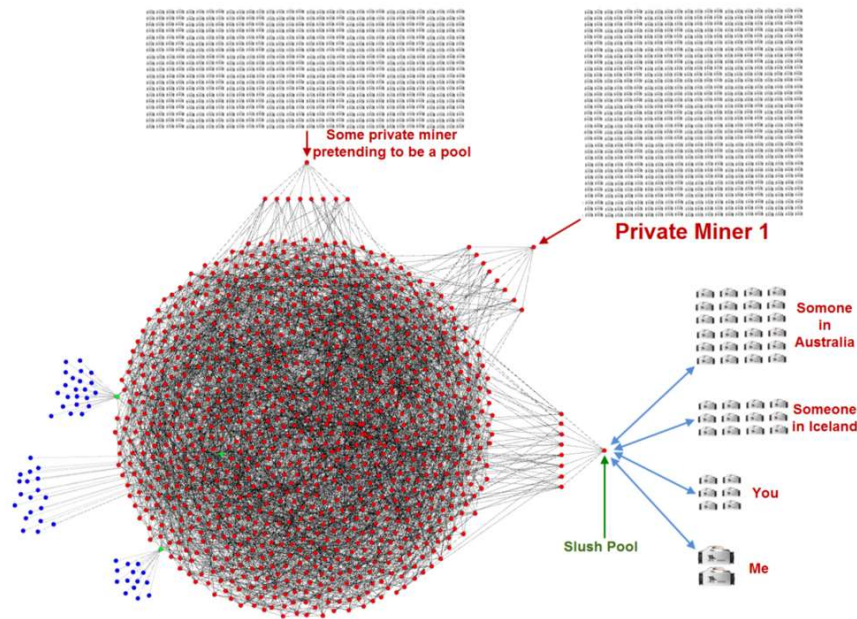 Some private miner
pretending to be a pool
Private Miner 1
Somone
in
Australia
Someone
in Iceland
You
Slush Pool
Me